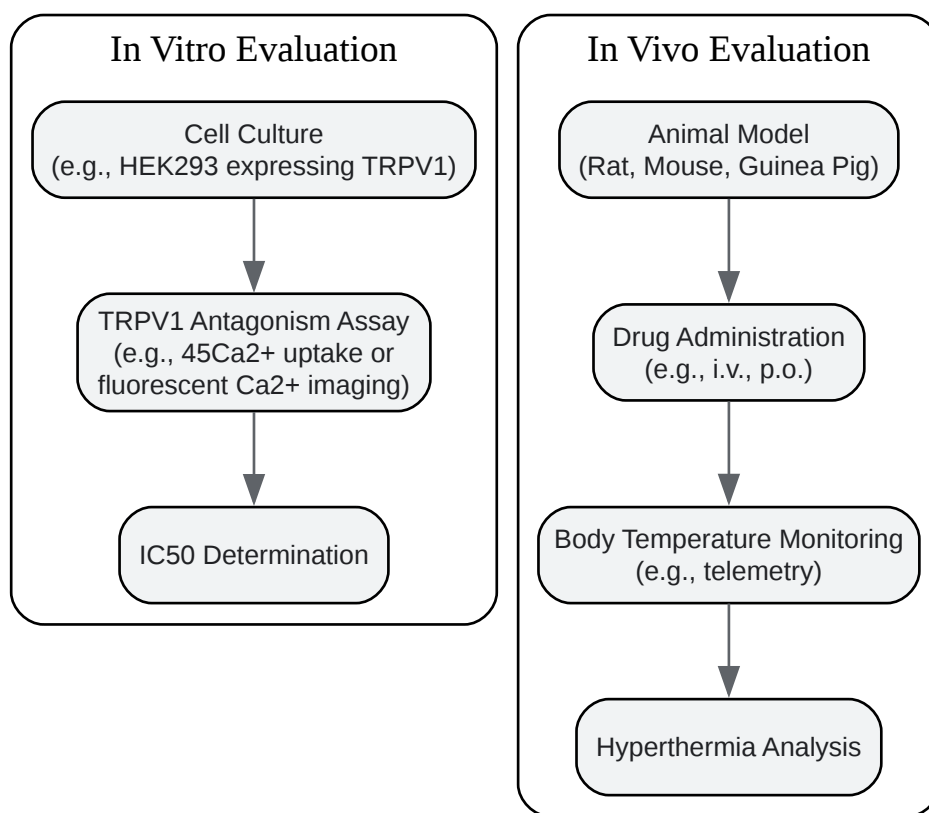 In Vitro Evaluation
Cell Culture
(e.g., HEK293 expressing TRPV1)
TRPV1 Antagonism Assay
(e.g., 45Ca2+ uptake or
fluorescent Ca2+ imaging)
IC50 Determination
In Vivo Evaluation
Animal Model
(Rat, Mouse, Guinea Pig)
Drug Administration
(e.g., i.v., p.o.)
Body Temperature Monitoring
(e.g., telemetry)
Hyperthermia Analysis